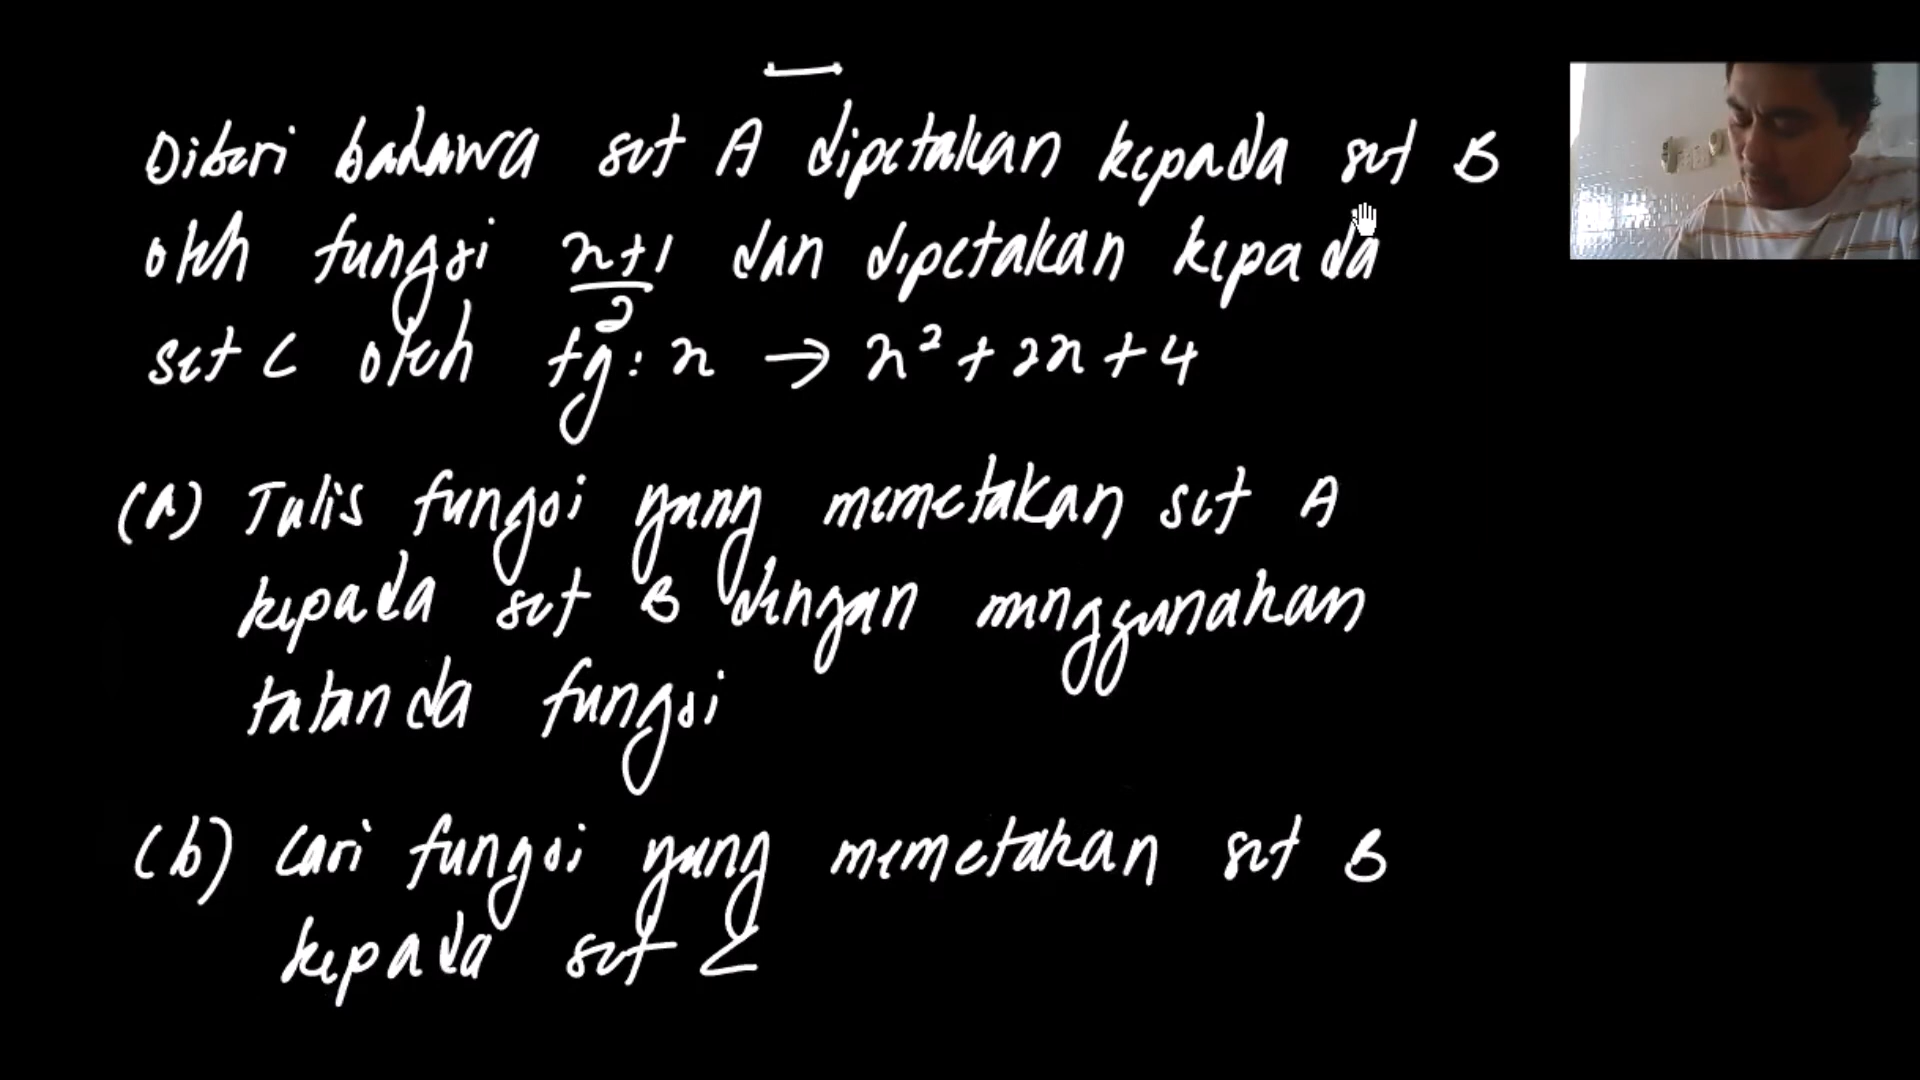 Diberi bahawa set A dipetakan kepada set B
oleh fungsi x+1/2 dan dipetakan kepada
set C oleh fg: x → x² + 2x + 4
(a) Tulis fungsi yang memetakan set A
kepada set B dengan menggunakan
tatanda fungsi
(b) Cari fungsi yang memetakan set B
kepada set C